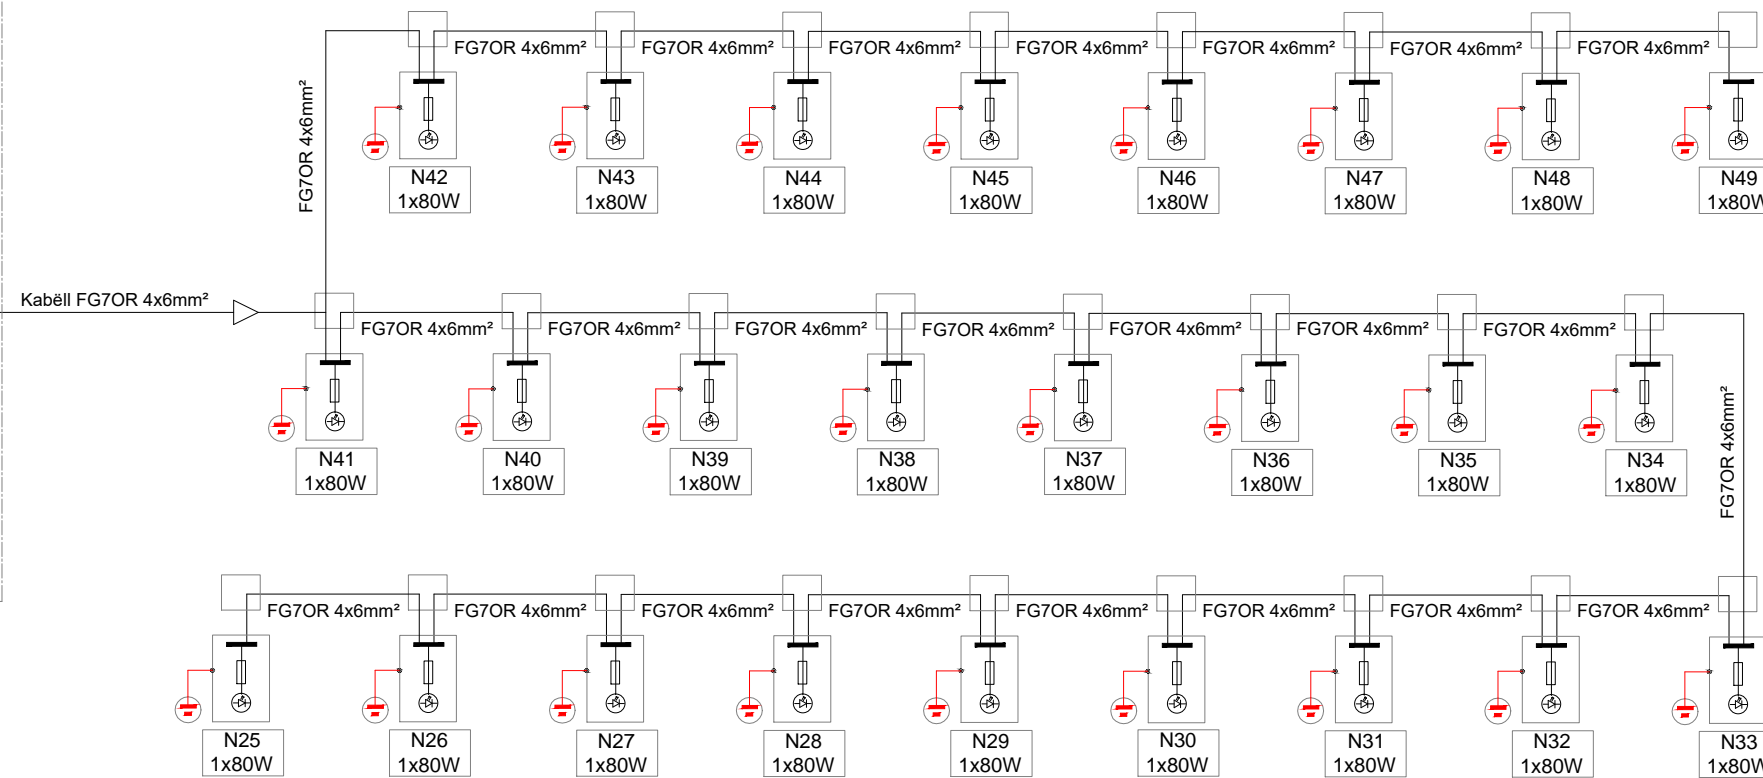 FG7OR 4x6mm²
FG7OR 4x6mm²
FG7OR 4x6mm²
FG7OR 4x6mm²
FG7OR 4x6mm²
FG7OR 4x6mm²
FG7OR 4x6mm²
FG7OR 4x6mm²
N42
1x80W
N43
1x80W
N44
1x80W
N45
1x80W
N46
1x80W
N47
1x80W
N48
1x80W
N49
1x80W
Kabëll FG7OR 4x6mm²
FG7OR 4x6mm²
FG7OR 4x6mm²
FG7OR 4x6mm²
FG7OR 4x6mm²
FG7OR 4x6mm²
FG7OR 4x6mm²
FG7OR 4x6mm²
FG7OR 4x6mm²
N41
1x80W
N40
1x80W
N39
1x80W
N38
1x80W
N37
1x80W
N36
1x80W
N35
1x80W
N34
1x80W
FG7OR 4x6mm²
FG7OR 4x6mm²
FG7OR 4x6mm²
FG7OR 4x6mm²
FG7OR 4x6mm²
FG7OR 4x6mm²
FG7OR 4x6mm²
FG7OR 4x6mm²
N25
1x80W
N26
1x80W
N27
1x80W
N28
1x80W
N29
1x80W
N30
1x80W
N31
1x80W
N32
1x80W
N33
1x80W